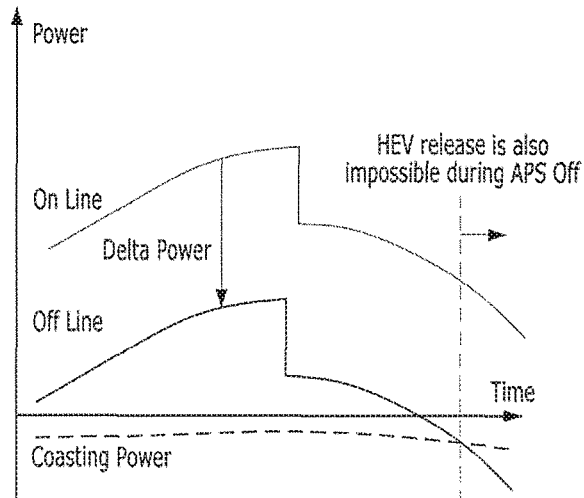 Power
HEV release is also
impossible during APS Off
On Line
Delta Power
Off Line
Time
Coasting Power